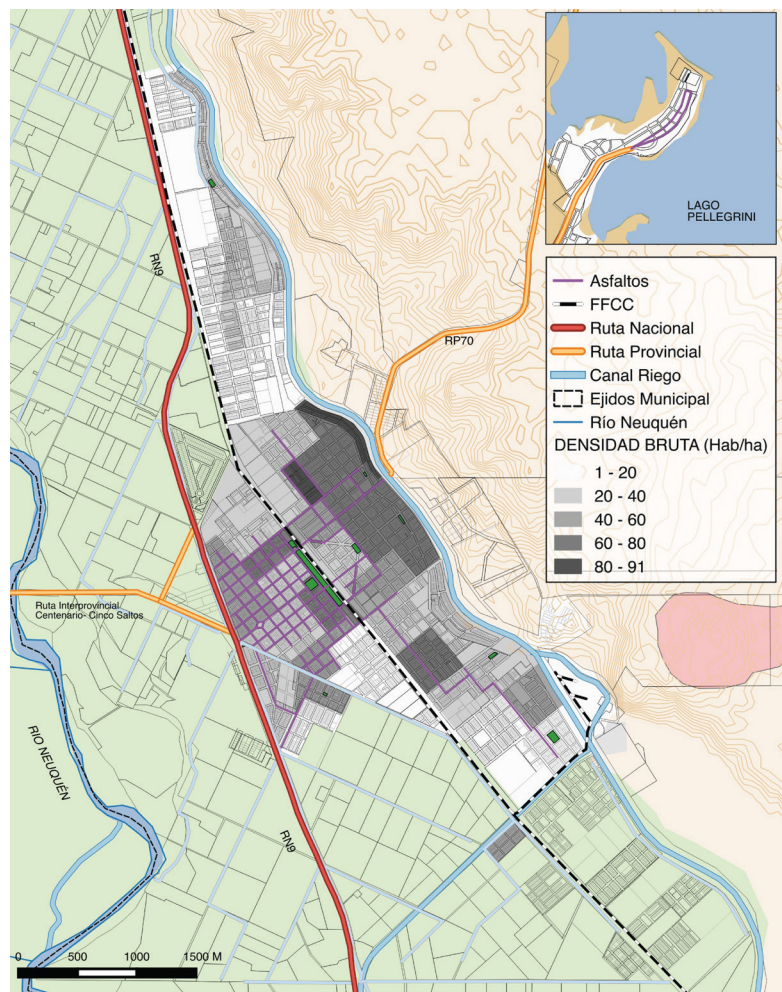 LAGO
PELLEGRINI
RN9
RP70
Asfaltos
FFCC
Ruta Nacional
Ruta Provincial
Canal Riego
Ejidos Municipal
Río Neuquén
DENSIDAD BRUTA (Hab/ha)
1 - 20
20 - 40
40 - 60
60 - 80
80 - 91
Ruta Interprovincial
Centenario- Cinco Saltos
RIO NEUQUÉN
RN9
0 500 1000 1500 M